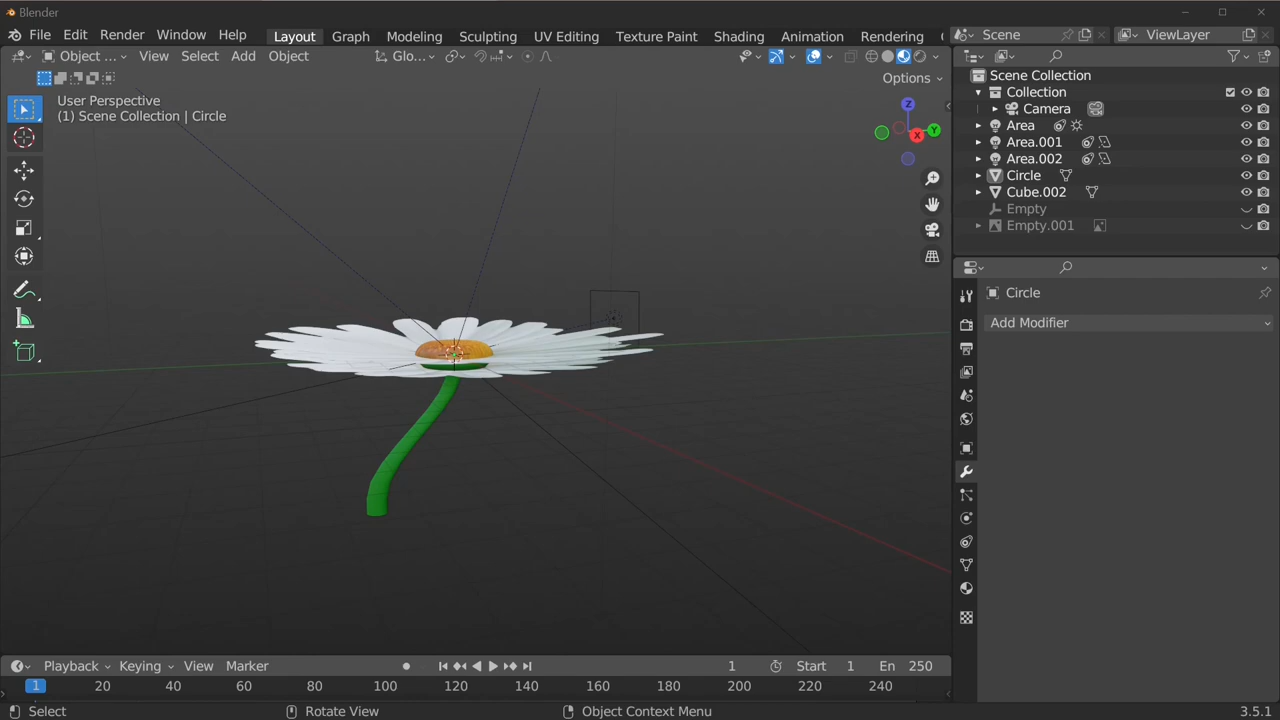 Blender
File Edit Render Window Help Layout Graph Modeling Sculpting UV Editing Texture Paint Shading Animation Rendering Scene ViewLayer
Object ... View Select Add Object Glo...
Options
User Perspective
(1) Scene Collection | Circle
Z
Y
X
Scene Collection
Collection
Camera
Area
Area.001
Area.002
Circle
Cube.002
Empty
Empty.001
Circle
Add Modifier
Playback Keying View Marker 1 Start 1 En 250
1 20 40 60 80 100 120 140 160 180 200 220 240
Select Rotate View Object Context Menu 3.5.1